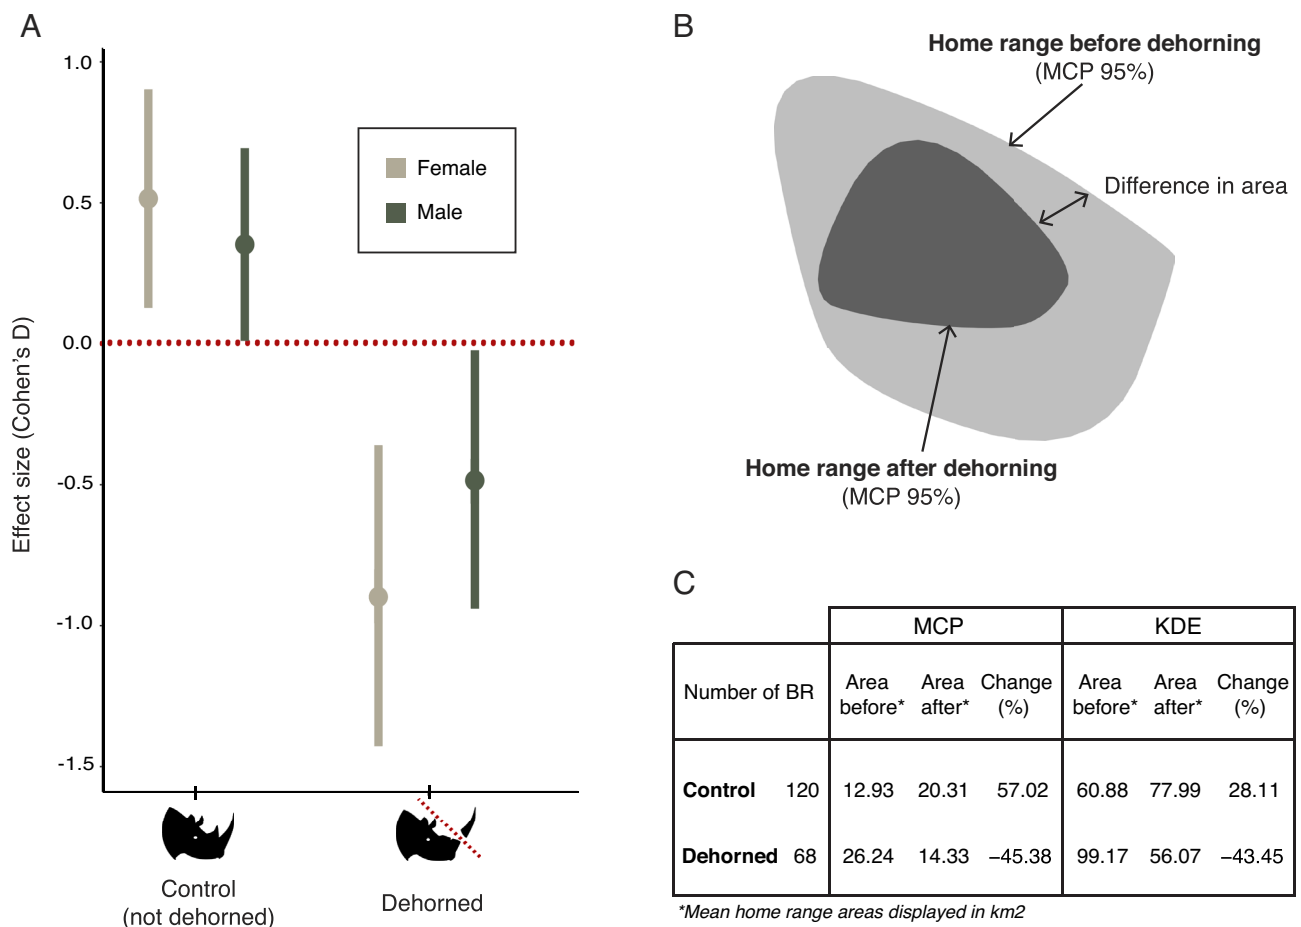 A
1.0
0.5
0.0
-0.5
-1.0
-1.5
Effect size (Cohen's D)
Female
Male
Control
(not dehorned)
Dehorned
B
Home range before dehorning
(MCP 95%)
Difference in area
Home range after dehorning
(MCP 95%)
C
MCP KDE
Number of BR Area before* Area after* Change (%) Area before* Area after* Change (%)
Control 120 12.93 20.31 57.02 60.88 77.99 28.11
Dehorned 68 26.24 14.33 −45.38 99.17 56.07 −43.45
*Mean home range areas displayed in km2